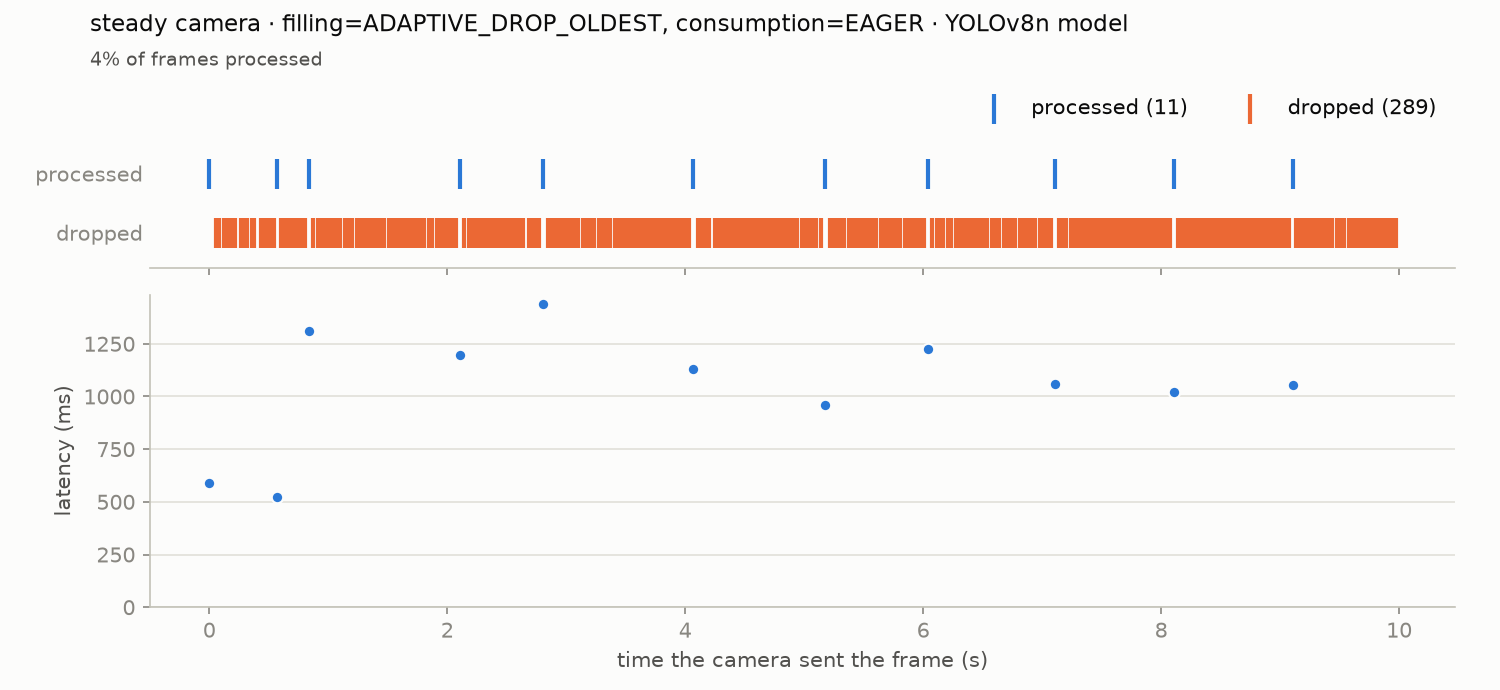 steady camera · filling=ADAPTIVE_DROP_OLDEST, consumption=EAGER · YOLOv8n model
4% of frames processed
processed (11)
dropped (289)
processed
dropped
latency (ms)
1250
1000
750
500
250
0
0 2 4 6 8 10
time the camera sent the frame (s)